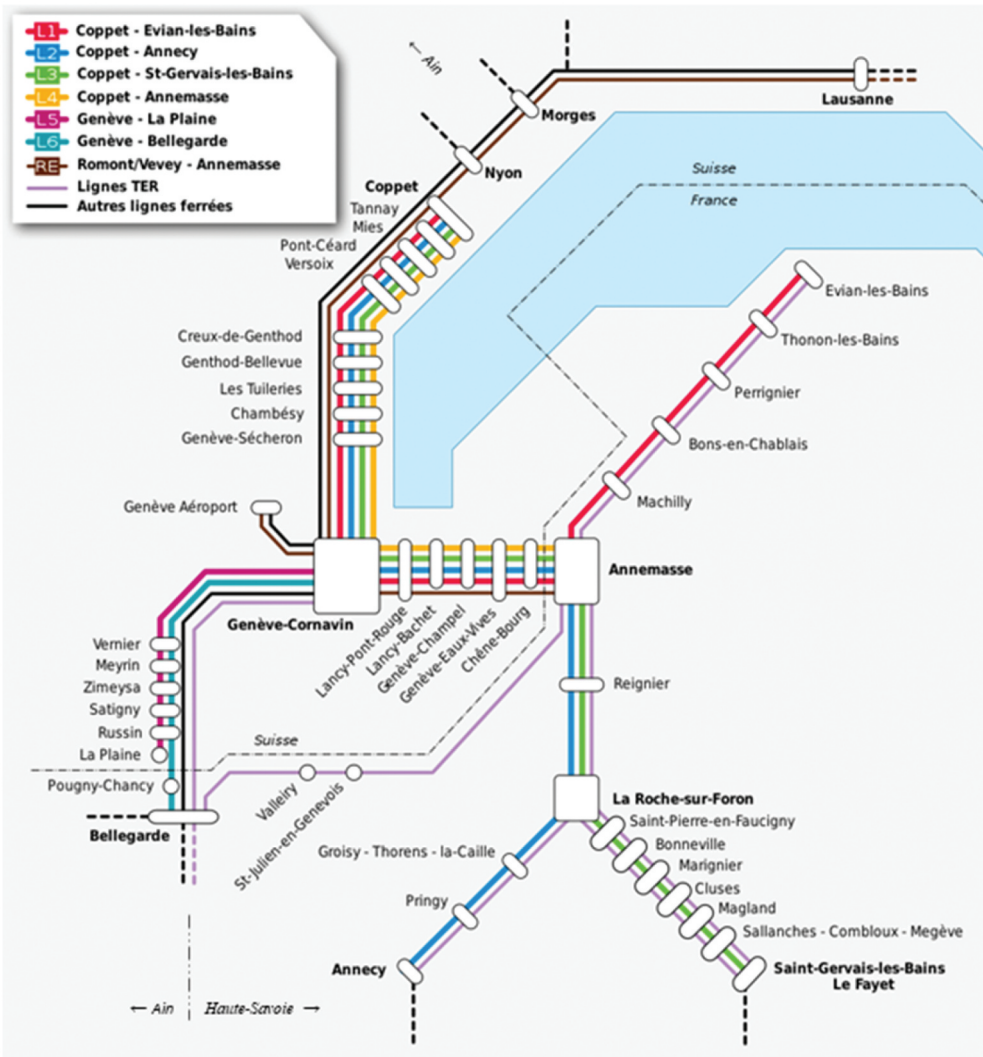 L1 Coppet - Evian-les-Bains
L2 Coppet - Annecy
L3 Coppet - St-Gervais-les-Bains
L4 Coppet - Annemasse
L5 Genève - La Plaine
L6 Genève - Bellegarde
RE Romont/Vevey - Annemasse
Lignes TER
Autres lignes ferrées
← Ain
Lausanne
Morges
Nyon
Coppet
Tannay
Mies
Pont-Céard
Versoix
Suisse
France
Creux-de-Genthod
Genthod-Bellevue
Les Tuileries
Chambésy
Genève-Sécheron
Evian-les-Bains
Thonon-les-Bains
Perrignier
Bons-en-Chablais
Machilly
Genève Aéroport
Annemasse
Genève-Cornavin
Lancy-Pont-Rouge
Lancy-Bachet
Genève-Champel
Genève-Eaux-Vives
Chêne-Bourg
Vernier
Meyrin
Zimeysa
Satigny
Russin
La Plaine
Suisse
Pougny-Chancy
Bellegarde
Valleiry
St-Julien-en-Genevois
Reignier
La Roche-sur-Foron
Saint-Pierre-en-Faucigny
Bonneville
Marignier
Cluses
Magland
Sallanches - Combloux - Megève
Saint-Gervais-les-Bains
Le Fayet
Groisy - Thorens - la-Caille
Pringy
Annecy
← Ain
Haute-Savoie →